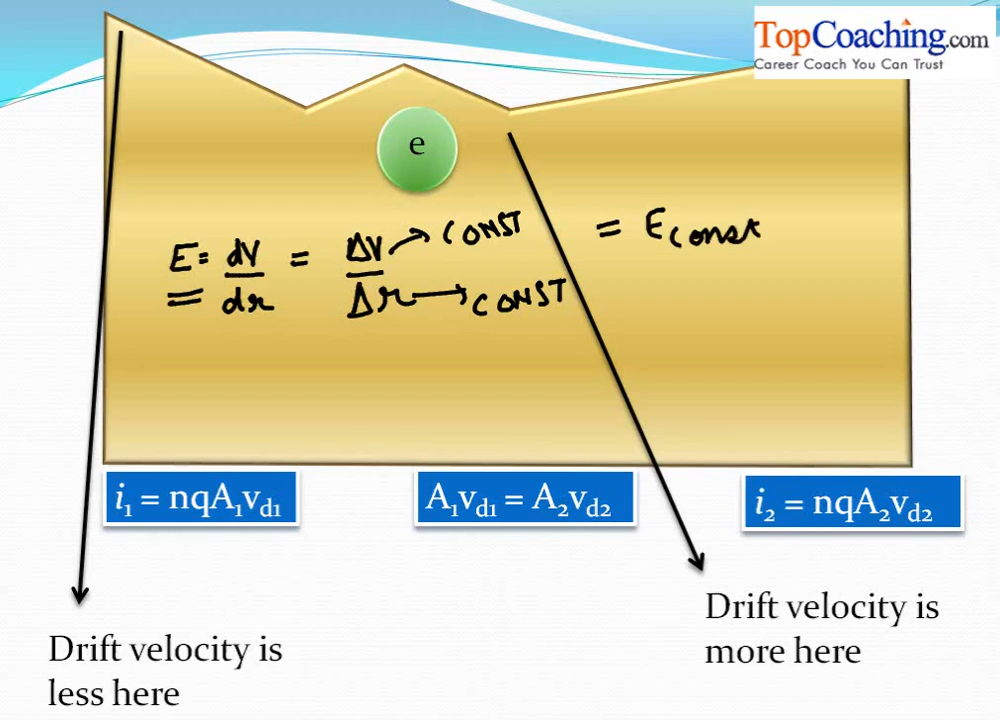 TopCoaching.com
Career Coach You Can Trust
e
E = dV/dr = ΔV → CONST / Δr → CONST = E const
i₁ = nqA₁v_d1
A₁v_d1 = A₂v_d2
i₂ = nqA₂v_d2
Drift velocity is
more here
Drift velocity is
less here